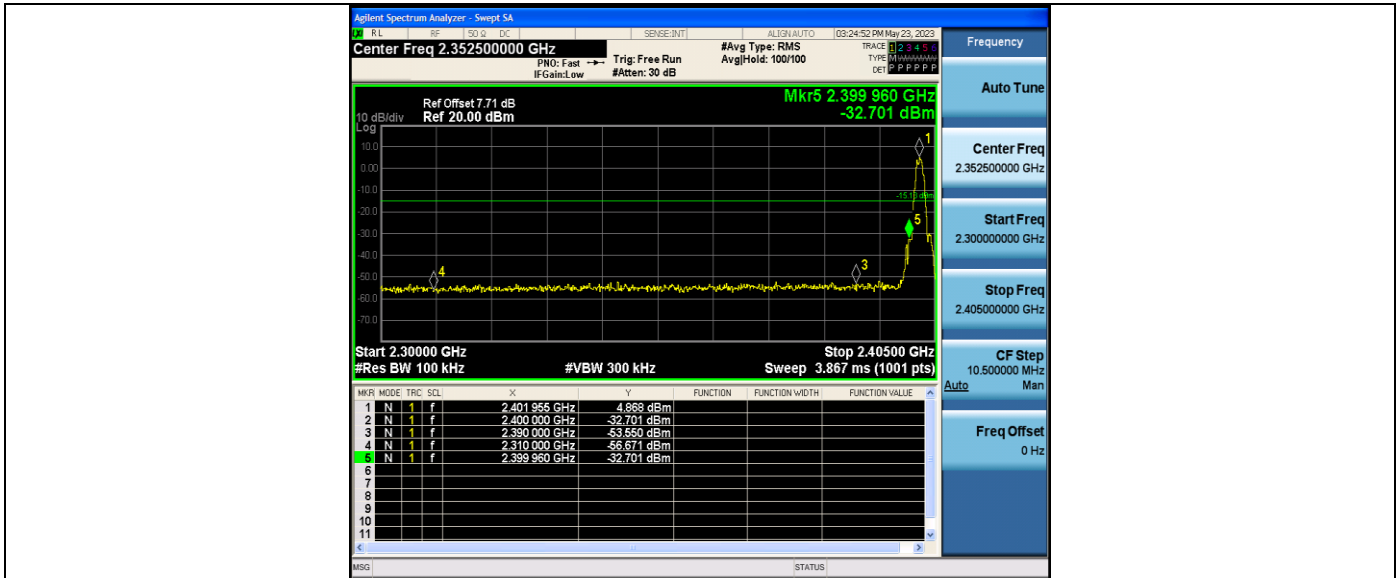 Agilent Spectrum Analyzer - Swept SA
RL RF 50 Ω DC SENSE:INT ALIGNAUTO 03:24:52 PM May 23, 2023
Center Freq 2.352500000 GHz
PNO: Fast
IFGain:Low
Trig: Free Run
#Atten: 30 dB
#Avg Type: RMS
Avg|Hold: 100/100
TRACE 1 2 3 4 5 6
TYPE M
DET P P P P P P
Mkr5 2.399 960 GHz
-32.701 dBm
Ref Offset 7.71 dB
10 dB/div Ref 20.00 dBm
Log
10.0
0.00
-10.0
-20.0
-30.0
-40.0
-50.0
-60.0
-70.0
1
5
3
4
Start 2.30000 GHz Stop 2.40500 GHz
#Res BW 100 kHz #VBW 300 kHz Sweep 3.867 ms (1001 pts)
MKR MODE TRC SCL X Y FUNCTION FUNCTION WIDTH FUNCTION VALUE
1 N 1 f 2.401 955 GHz 4.868 dBm
2 N 1 f 2.400 000 GHz -32.701 dBm
3 N 1 f 2.390 000 GHz -53.550 dBm
4 N 1 f 2.310 000 GHz -56.671 dBm
5 N 1 f 2.399 960 GHz -32.701 dBm
6
7
8
9
10
11
MSG STATUS
Frequency
Auto Tune
Center Freq
2.352500000 GHz
Start Freq
2.300000000 GHz
Stop Freq
2.405000000 GHz
CF Step
10.500000 MHz
Auto Man
Freq Offset
0 Hz